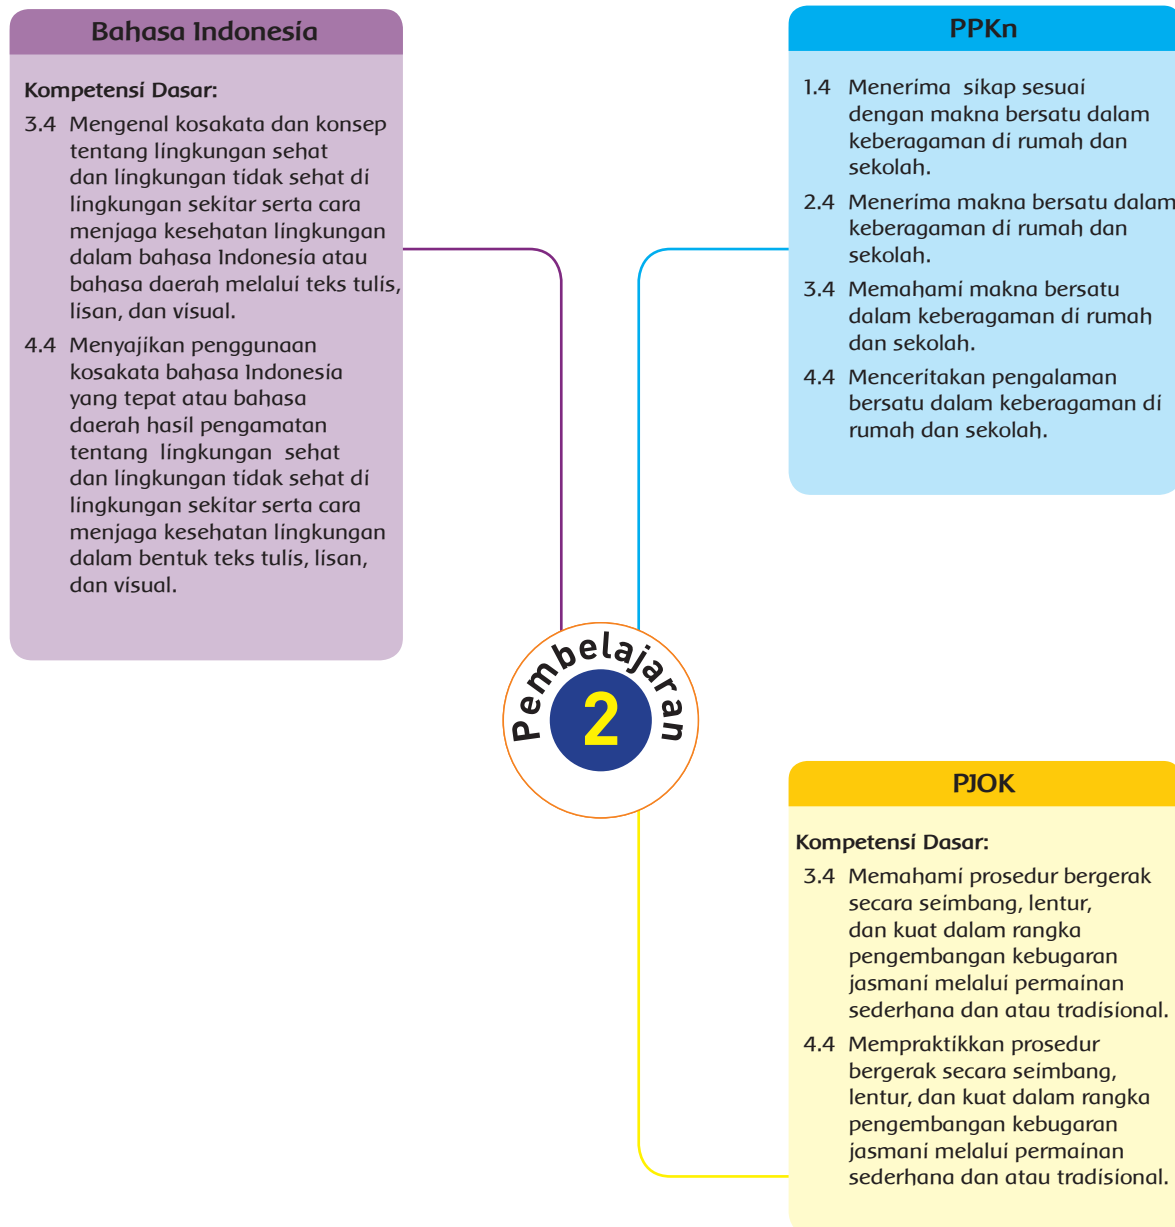 Bahasa Indonesia
Kompetensi Dasar:
3.4 Mengenal kosakata dan konsep
tentang lingkungan sehat
dan lingkungan tidak sehat di
lingkungan sekitar serta cara
menjaga kesehatan lingkungan
dalam bahasa Indonesia atau
bahasa daerah melalui teks tulis,
lisan, dan visual.
4.4 Menyajikan penggunaan
kosakata bahasa Indonesia
yang tepat atau bahasa
daerah hasil pengamatan
tentang lingkungan sehat
dan lingkungan tidak sehat di
lingkungan sekitar serta cara
menjaga kesehatan lingkungan
dalam bentuk teks tulis, lisan,
dan visual.
PPKn
1.4 Menerima sikap sesuai
dengan makna bersatu dalam
keberagaman di rumah dan
sekolah.
2.4 Menerima makna bersatu dalam
keberagaman di rumah dan
sekolah.
3.4 Memahami makna bersatu
dalam keberagaman di rumah
dan sekolah.
4.4 Menceritakan pengalaman
bersatu dalam keberagaman di
rumah dan sekolah.
Pembelajaran
2
PJOK
Kompetensi Dasar:
3.4 Memahami prosedur bergerak
secara seimbang, lentur,
dan kuat dalam rangka
pengembangan kebugaran
jasmani melalui permainan
sederhana dan atau tradisional.
4.4 Mempraktikkan prosedur
bergerak secara seimbang,
lentur, dan kuat dalam rangka
pengembangan kebugaran
jasmani melalui permainan
sederhana dan atau tradisional.